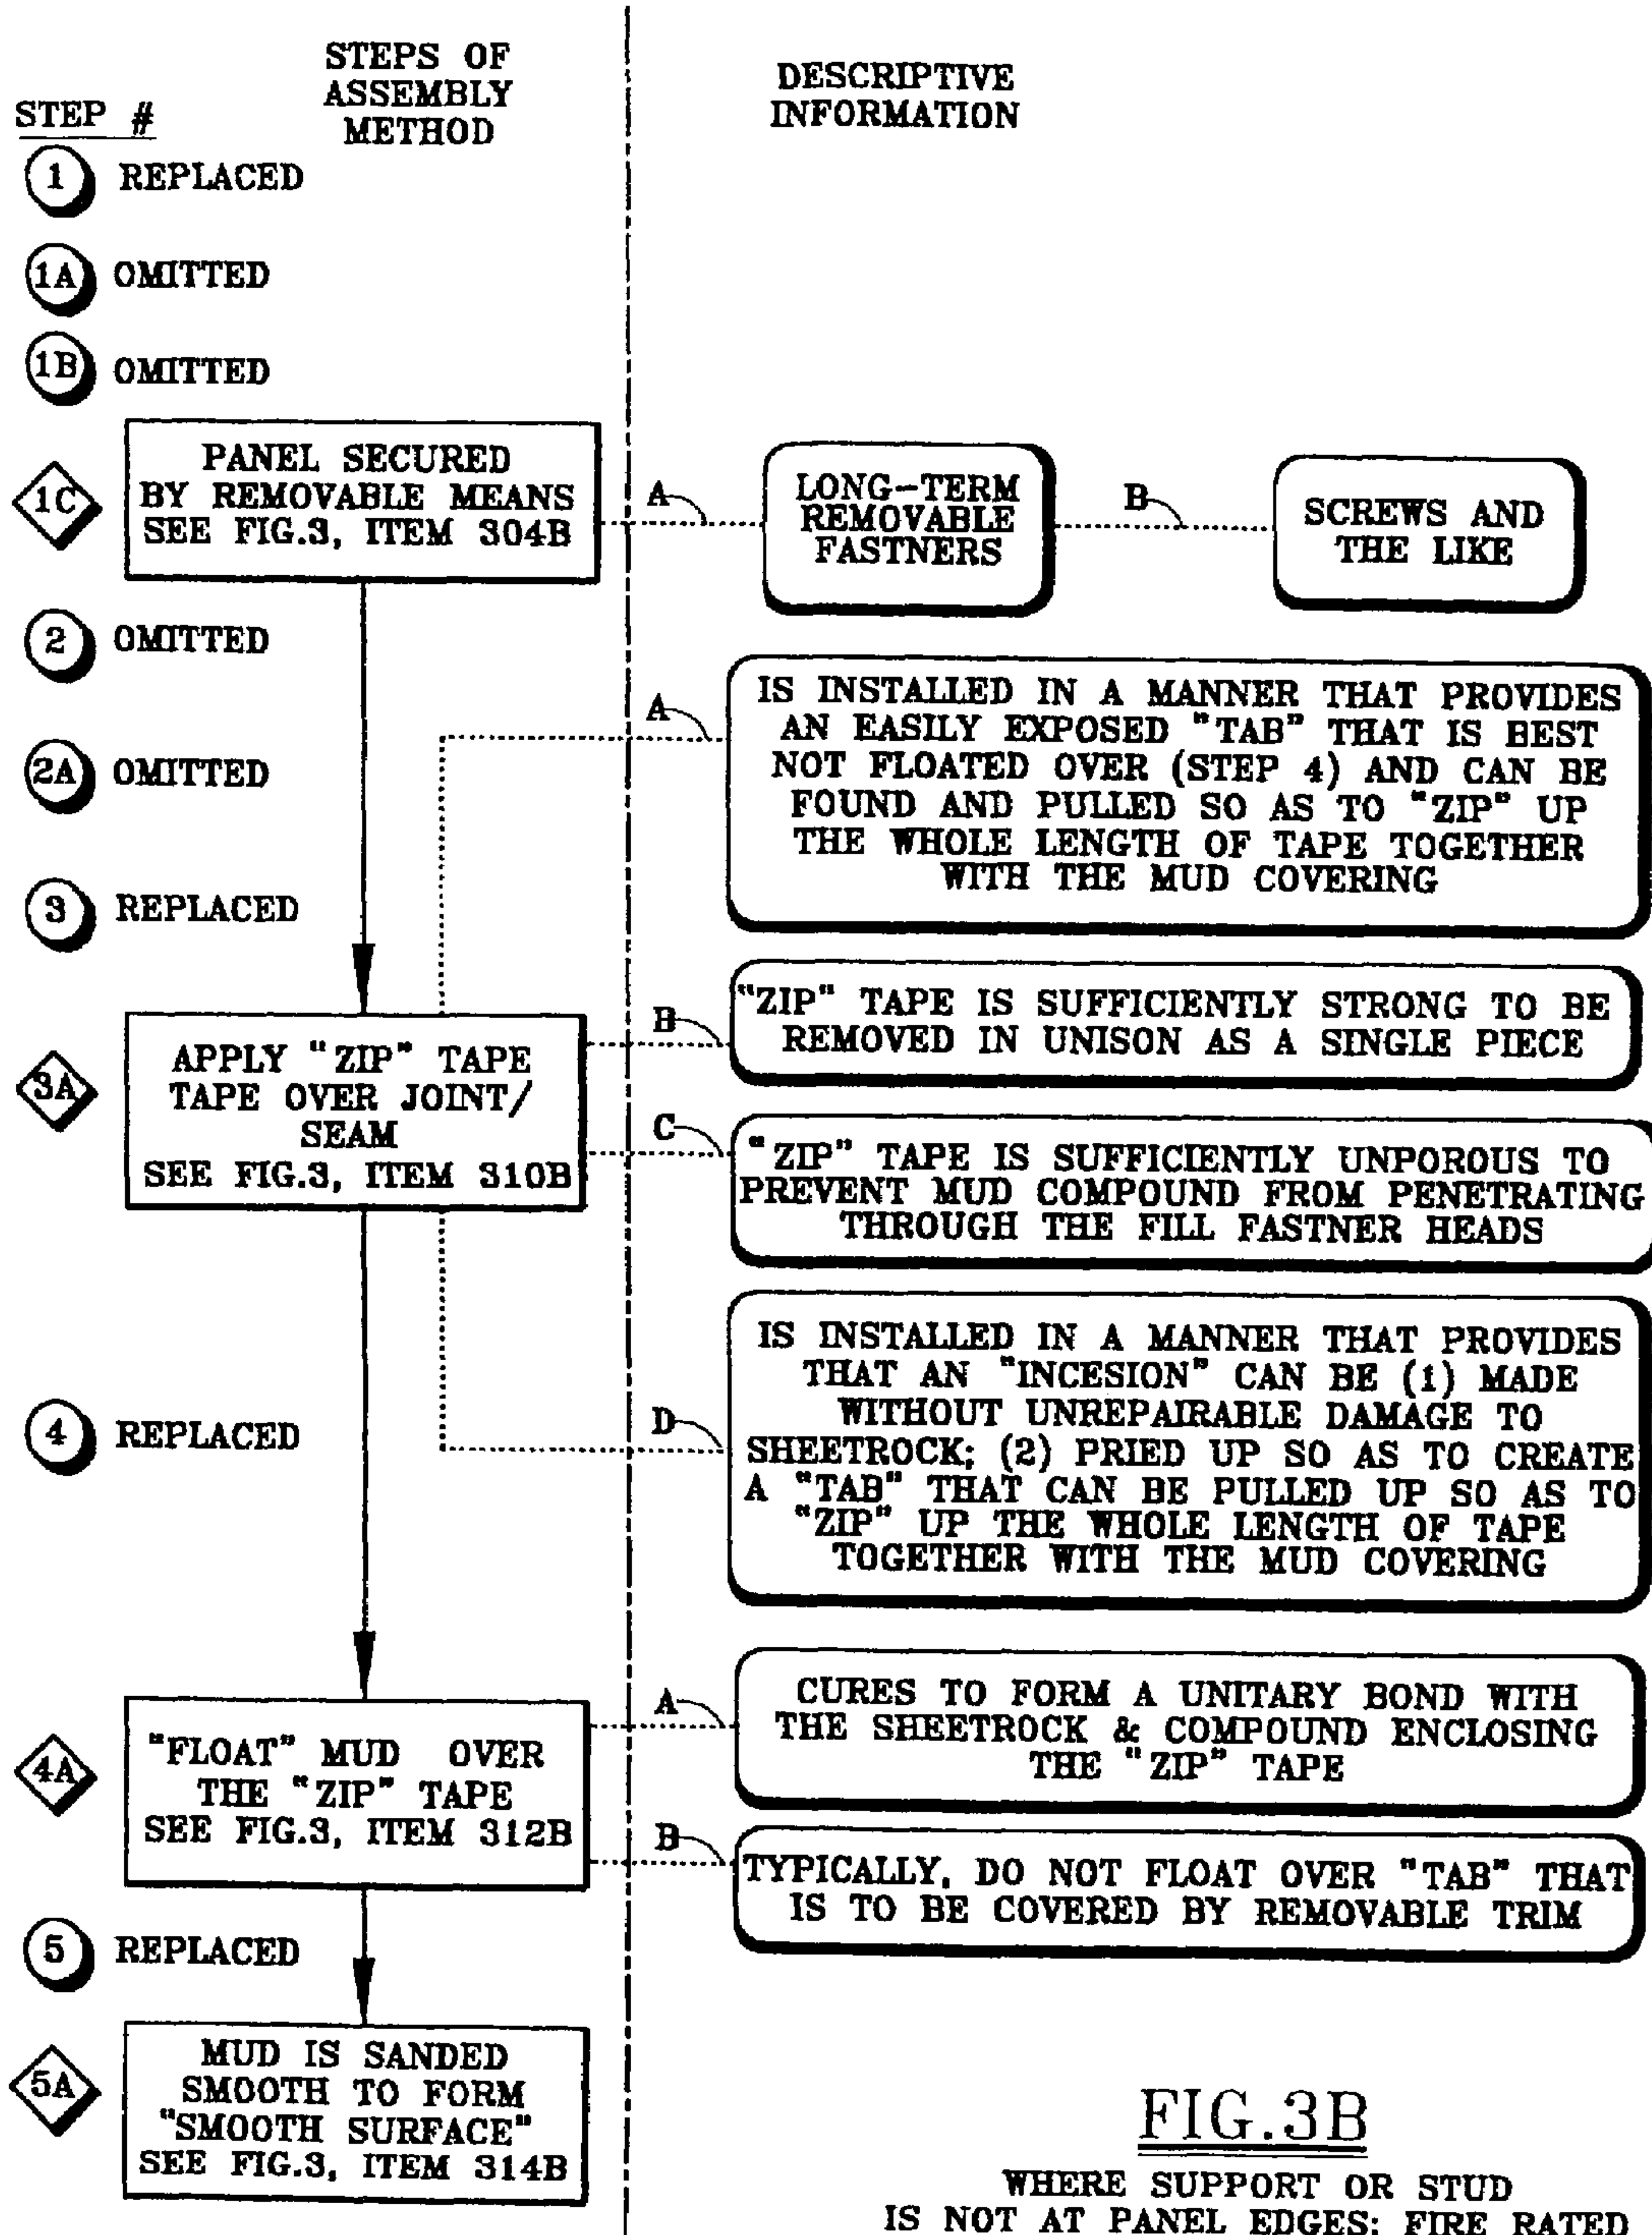 STEPS OF
ASSEMBLY
METHOD
DESCRIPTIVE
INFORMATION
STEP #
1 REPLACED
1A OMITTED
1B OMITTED
1C
PANEL SECURED
BY REMOVABLE MEANS
SEE FIG.3, ITEM 304B
A
LONG-TERM
REMOVABLE
FASTNERS
B
SCREWS AND
THE LIKE
2 OMITTED
2A OMITTED
3 REPLACED
A
IS INSTALLED IN A MANNER THAT PROVIDES
AN EASILY EXPOSED "TAB" THAT IS BEST
NOT FLOATED OVER (STEP 4) AND CAN BE
FOUND AND PULLED SO AS TO "ZIP" UP
THE WHOLE LENGTH OF TAPE TOGETHER
WITH THE MUD COVERING
3A
APPLY "ZIP" TAPE
TAPE OVER JOINT/
SEAM
SEE FIG.3, ITEM 310B
B
"ZIP" TAPE IS SUFFICIENTLY STRONG TO BE
REMOVED IN UNISON AS A SINGLE PIECE
C
"ZIP" TAPE IS SUFFICIENTLY UNPOROUS TO
PREVENT MUD COMPOUND FROM PENETRATING
THROUGH THE FILL FASTNER HEADS
4 REPLACED
D
IS INSTALLED IN A MANNER THAT PROVIDES
THAT AN "INCESION" CAN BE (1) MADE
WITHOUT UNREPAIRABLE DAMAGE TO
SHEETROCK; (2) PRIED UP SO AS TO CREATE
A "TAB" THAT CAN BE PULLED UP SO AS TO
"ZIP" UP THE WHOLE LENGTH OF TAPE
TOGETHER WITH THE MUD COVERING
4A
"FLOAT" MUD OVER
THE "ZIP" TAPE
SEE FIG.3, ITEM 312B
A
CURES TO FORM A UNITARY BOND WITH
THE SHEETROCK & COMPOUND ENCLOSING
THE "ZIP" TAPE
B
TYPICALLY, DO NOT FLOAT OVER "TAB" THAT
IS TO BE COVERED BY REMOVABLE TRIM
5 REPLACED
5A
MUD IS SANDED
SMOOTH TO FORM
"SMOOTH SURFACE"
SEE FIG.3, ITEM 314B
FIG.3B
WHERE SUPPORT OR STUD
IS NOT AT PANEL EDGES; FIRE RATED